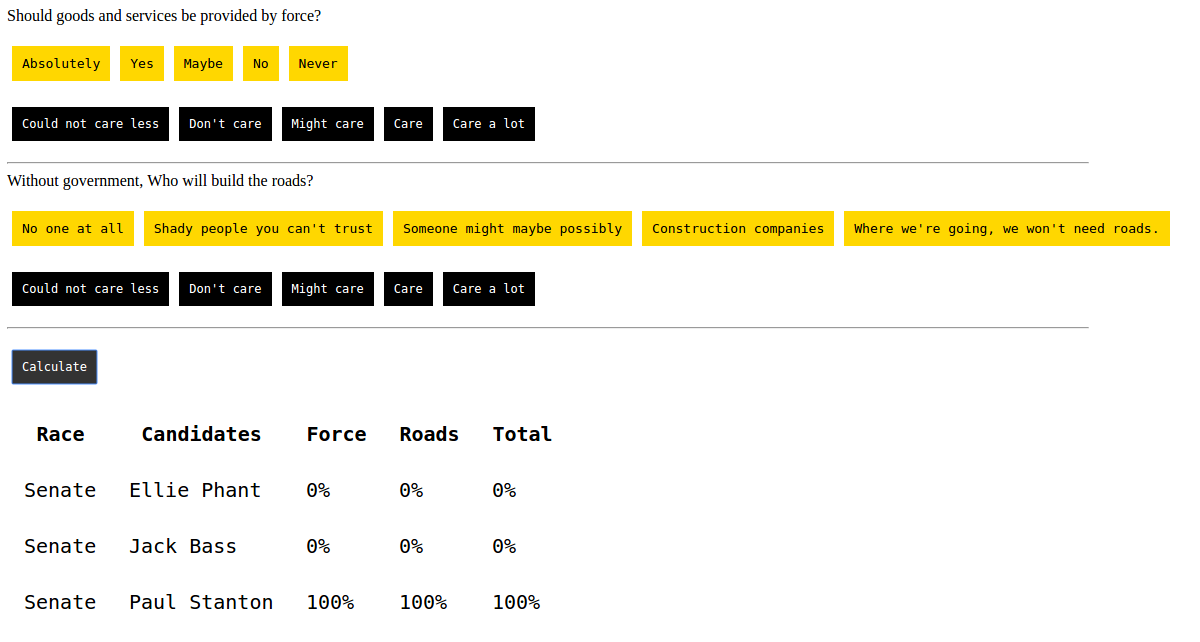 Should goods and services be provided by force?
Absolutely Yes Maybe No Never
Could not care less Don't care Might care Care Care a lot
Without government, Who will build the roads?
No one at all Shady people you can't trust Someone might maybe possibly Construction companies Where we're going, we won't need roads.
Could not care less Don't care Might care Care Care a lot
Calculate
Race Candidates Force Roads Total
Senate Ellie Phant 0% 0% 0%
Senate Jack Bass 0% 0% 0%
Senate Paul Stanton 100% 100% 100%